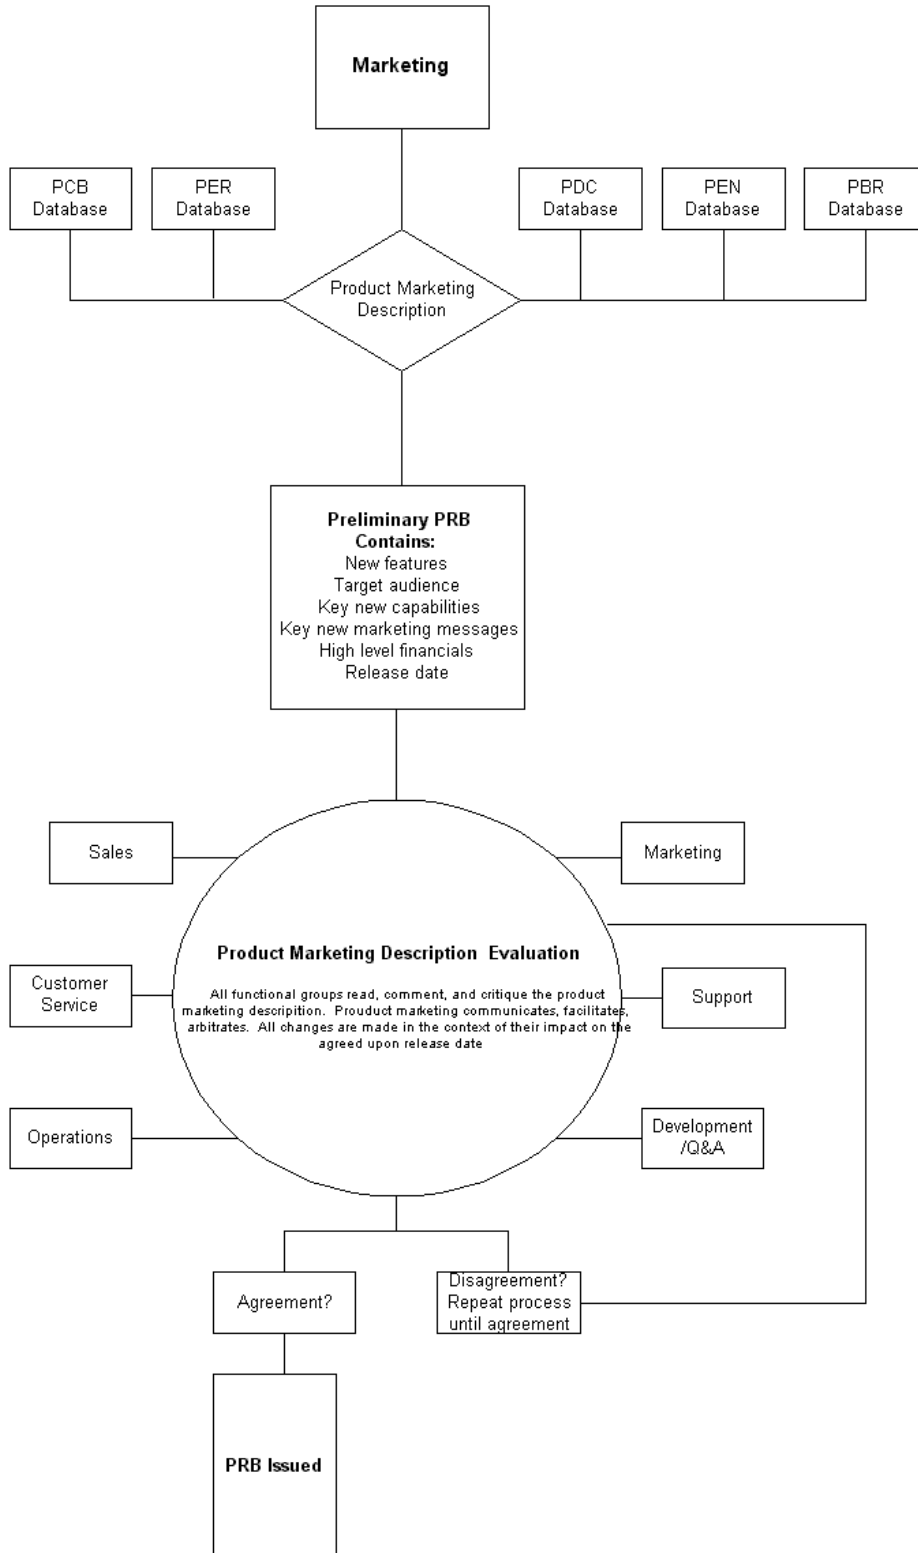 Marketing
PCB
Database
PER
Database
PDC
Database
PEN
Database
PBR
Database
Product Marketing
Description
Preliminary PRB
Contains:
New features
Target audience
Key new capabilities
Key new marketing messages
High level financials
Release date
Sales
Marketing
Product Marketing Description Evaluation
All functional groups read, comment, and critique the product
marketing descripition. Prouduct marketing communicates, facilitates,
arbitrates. All changes are made in the context of their impact on the
agreed upon release date
Customer
Service
Support
Operations
Development
/Q&A
Agreement?
Disagreement?
Repeat process
until agreement
PRB Issued